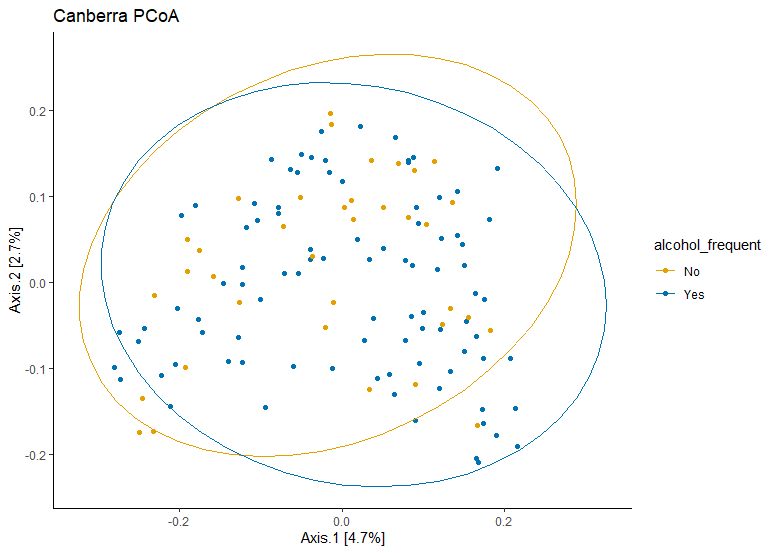 Canberra PCoA
0.2
0.1
0.0
-0.1
-0.2
Axis.2 [2.7%]
-0.2
0.0
0.2
Axis.1 [4.7%]
alcohol_frequent
No
Yes